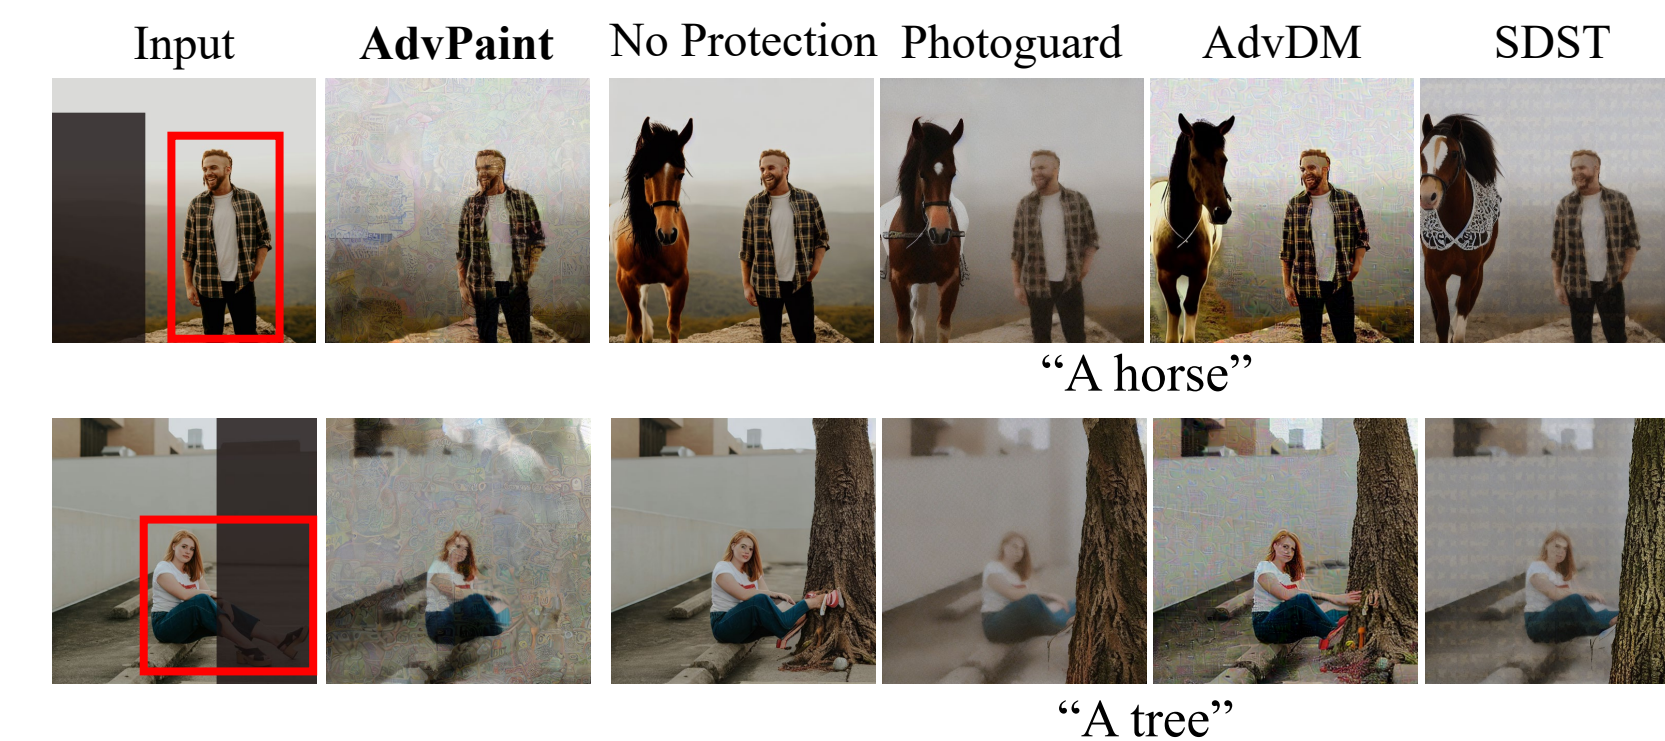 Input AdvPaint No Protection Photoguard AdvDM SDST
“A horse”
“A tree”